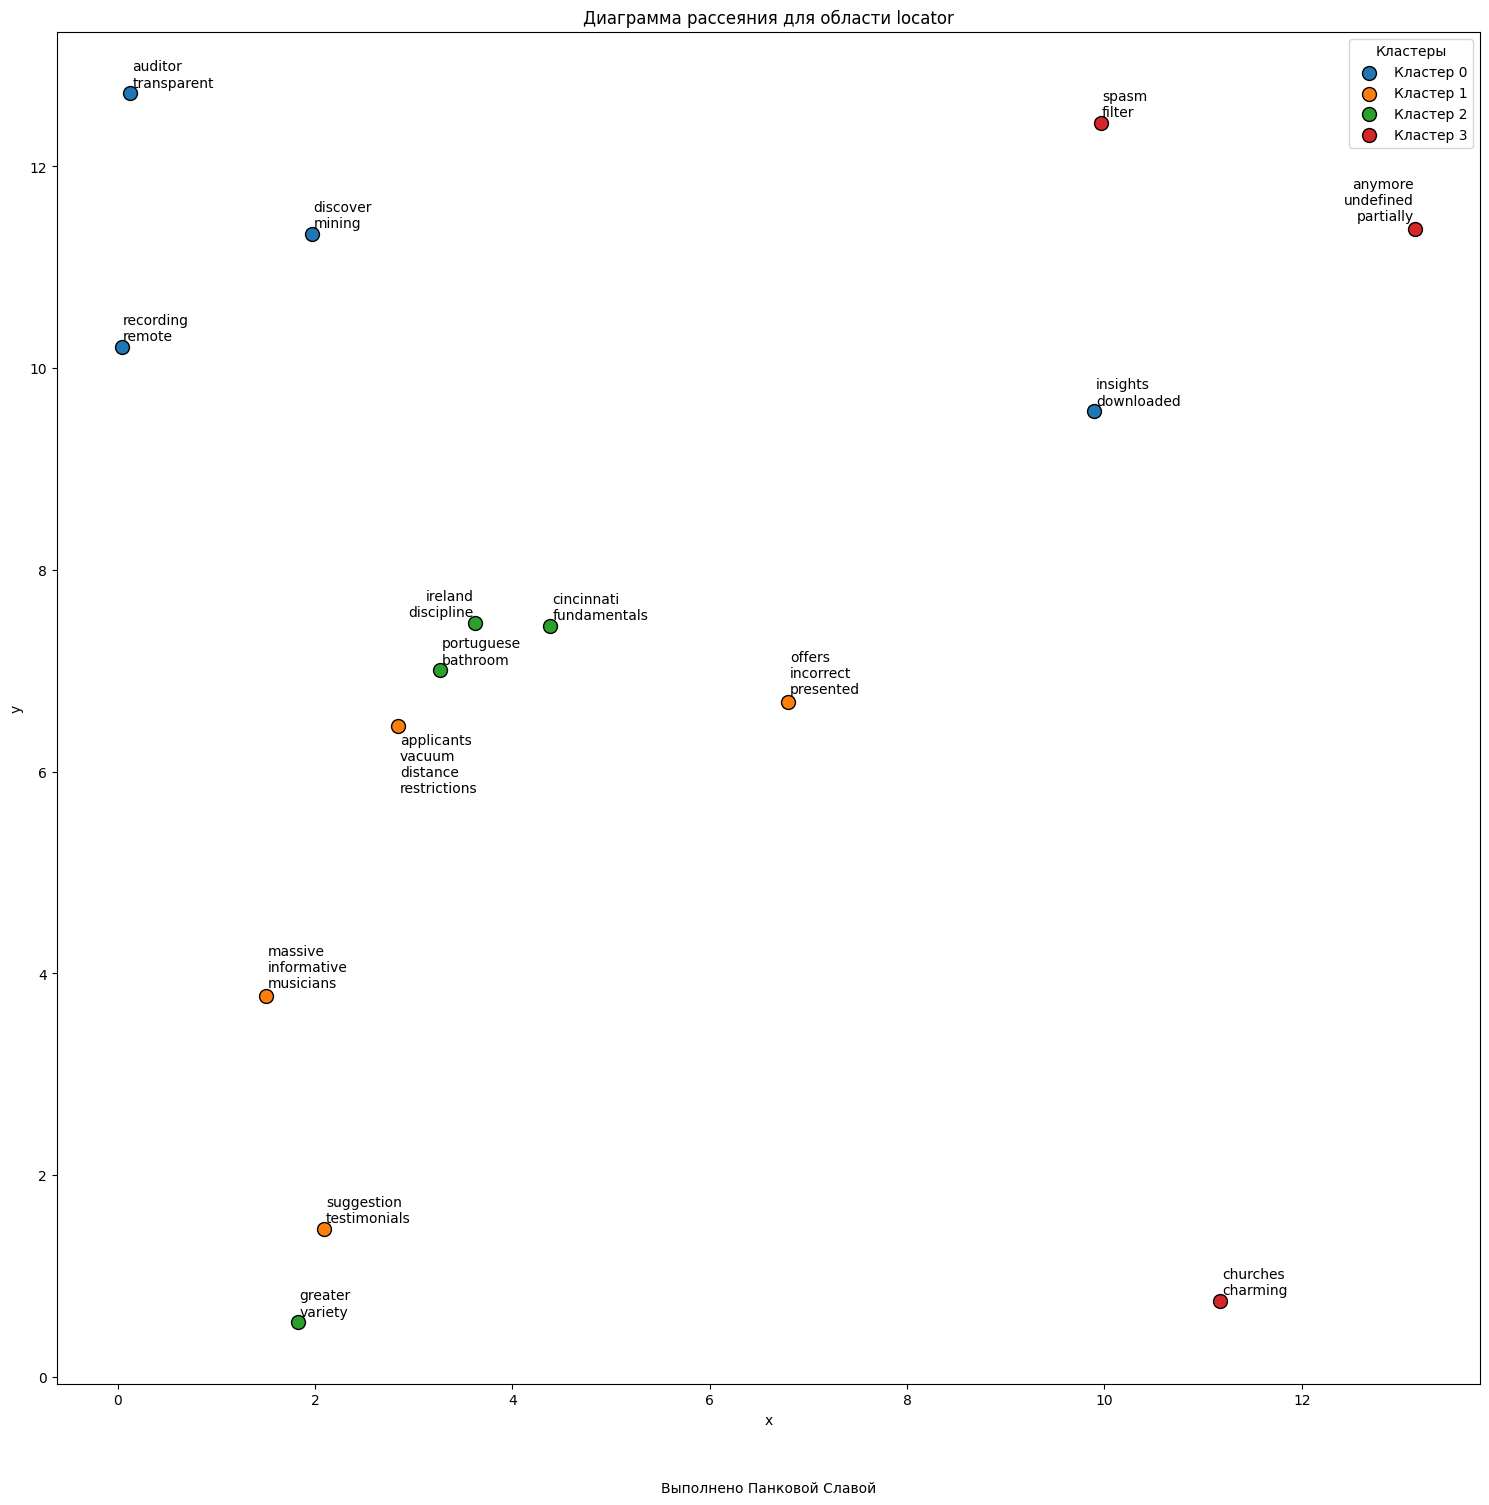 Диаграмма рассеяния для области locator
Кластеры
Кластер 0
Кластер 1
Кластер 2
Кластер 3
auditor
transparent
spasm
filter
anymore
undefined
partially
discover
mining
recording
remote
insights
downloaded
ireland
discipline
cincinnati
fundamentals
portuguese
bathroom
offers
incorrect
presented
applicants
vacuum
distance
restrictions
massive
informative
musicians
suggestion
testimonials
greater
variety
churches
charming
12
10
8
6
4
2
0
y
0 2 4 6 8 10 12
x
Выполнено Панковой Славой